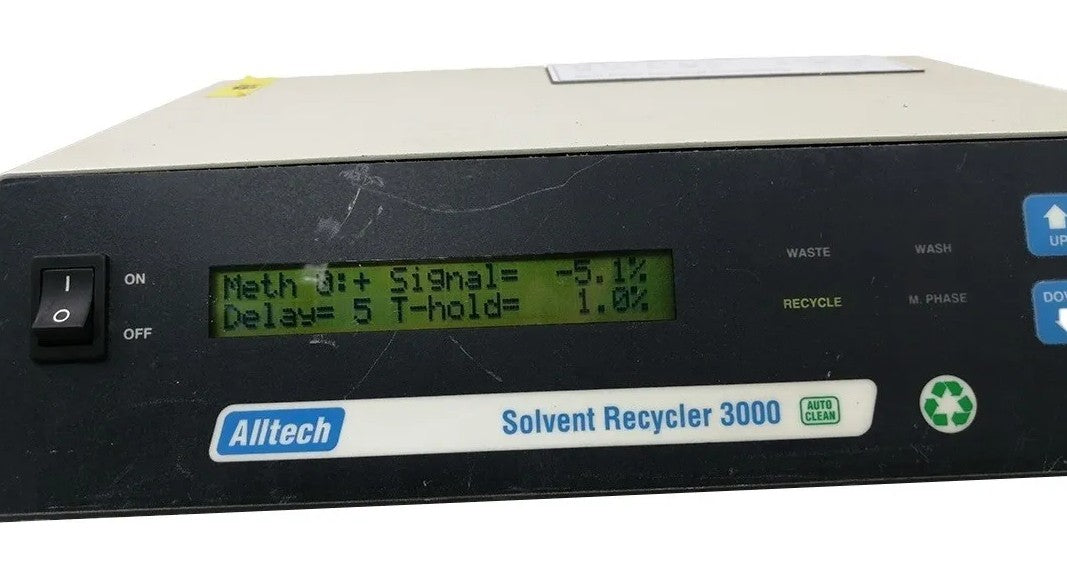 ON
OFF
Meth 0:+ Signal= -5.1%
Delay= 5 T-hold= 1.0%
WASTE
WASH
RECYCLE
M. PHASE
UP
Alltech
Solvent Recycler 3000
AUTO
CLEAN